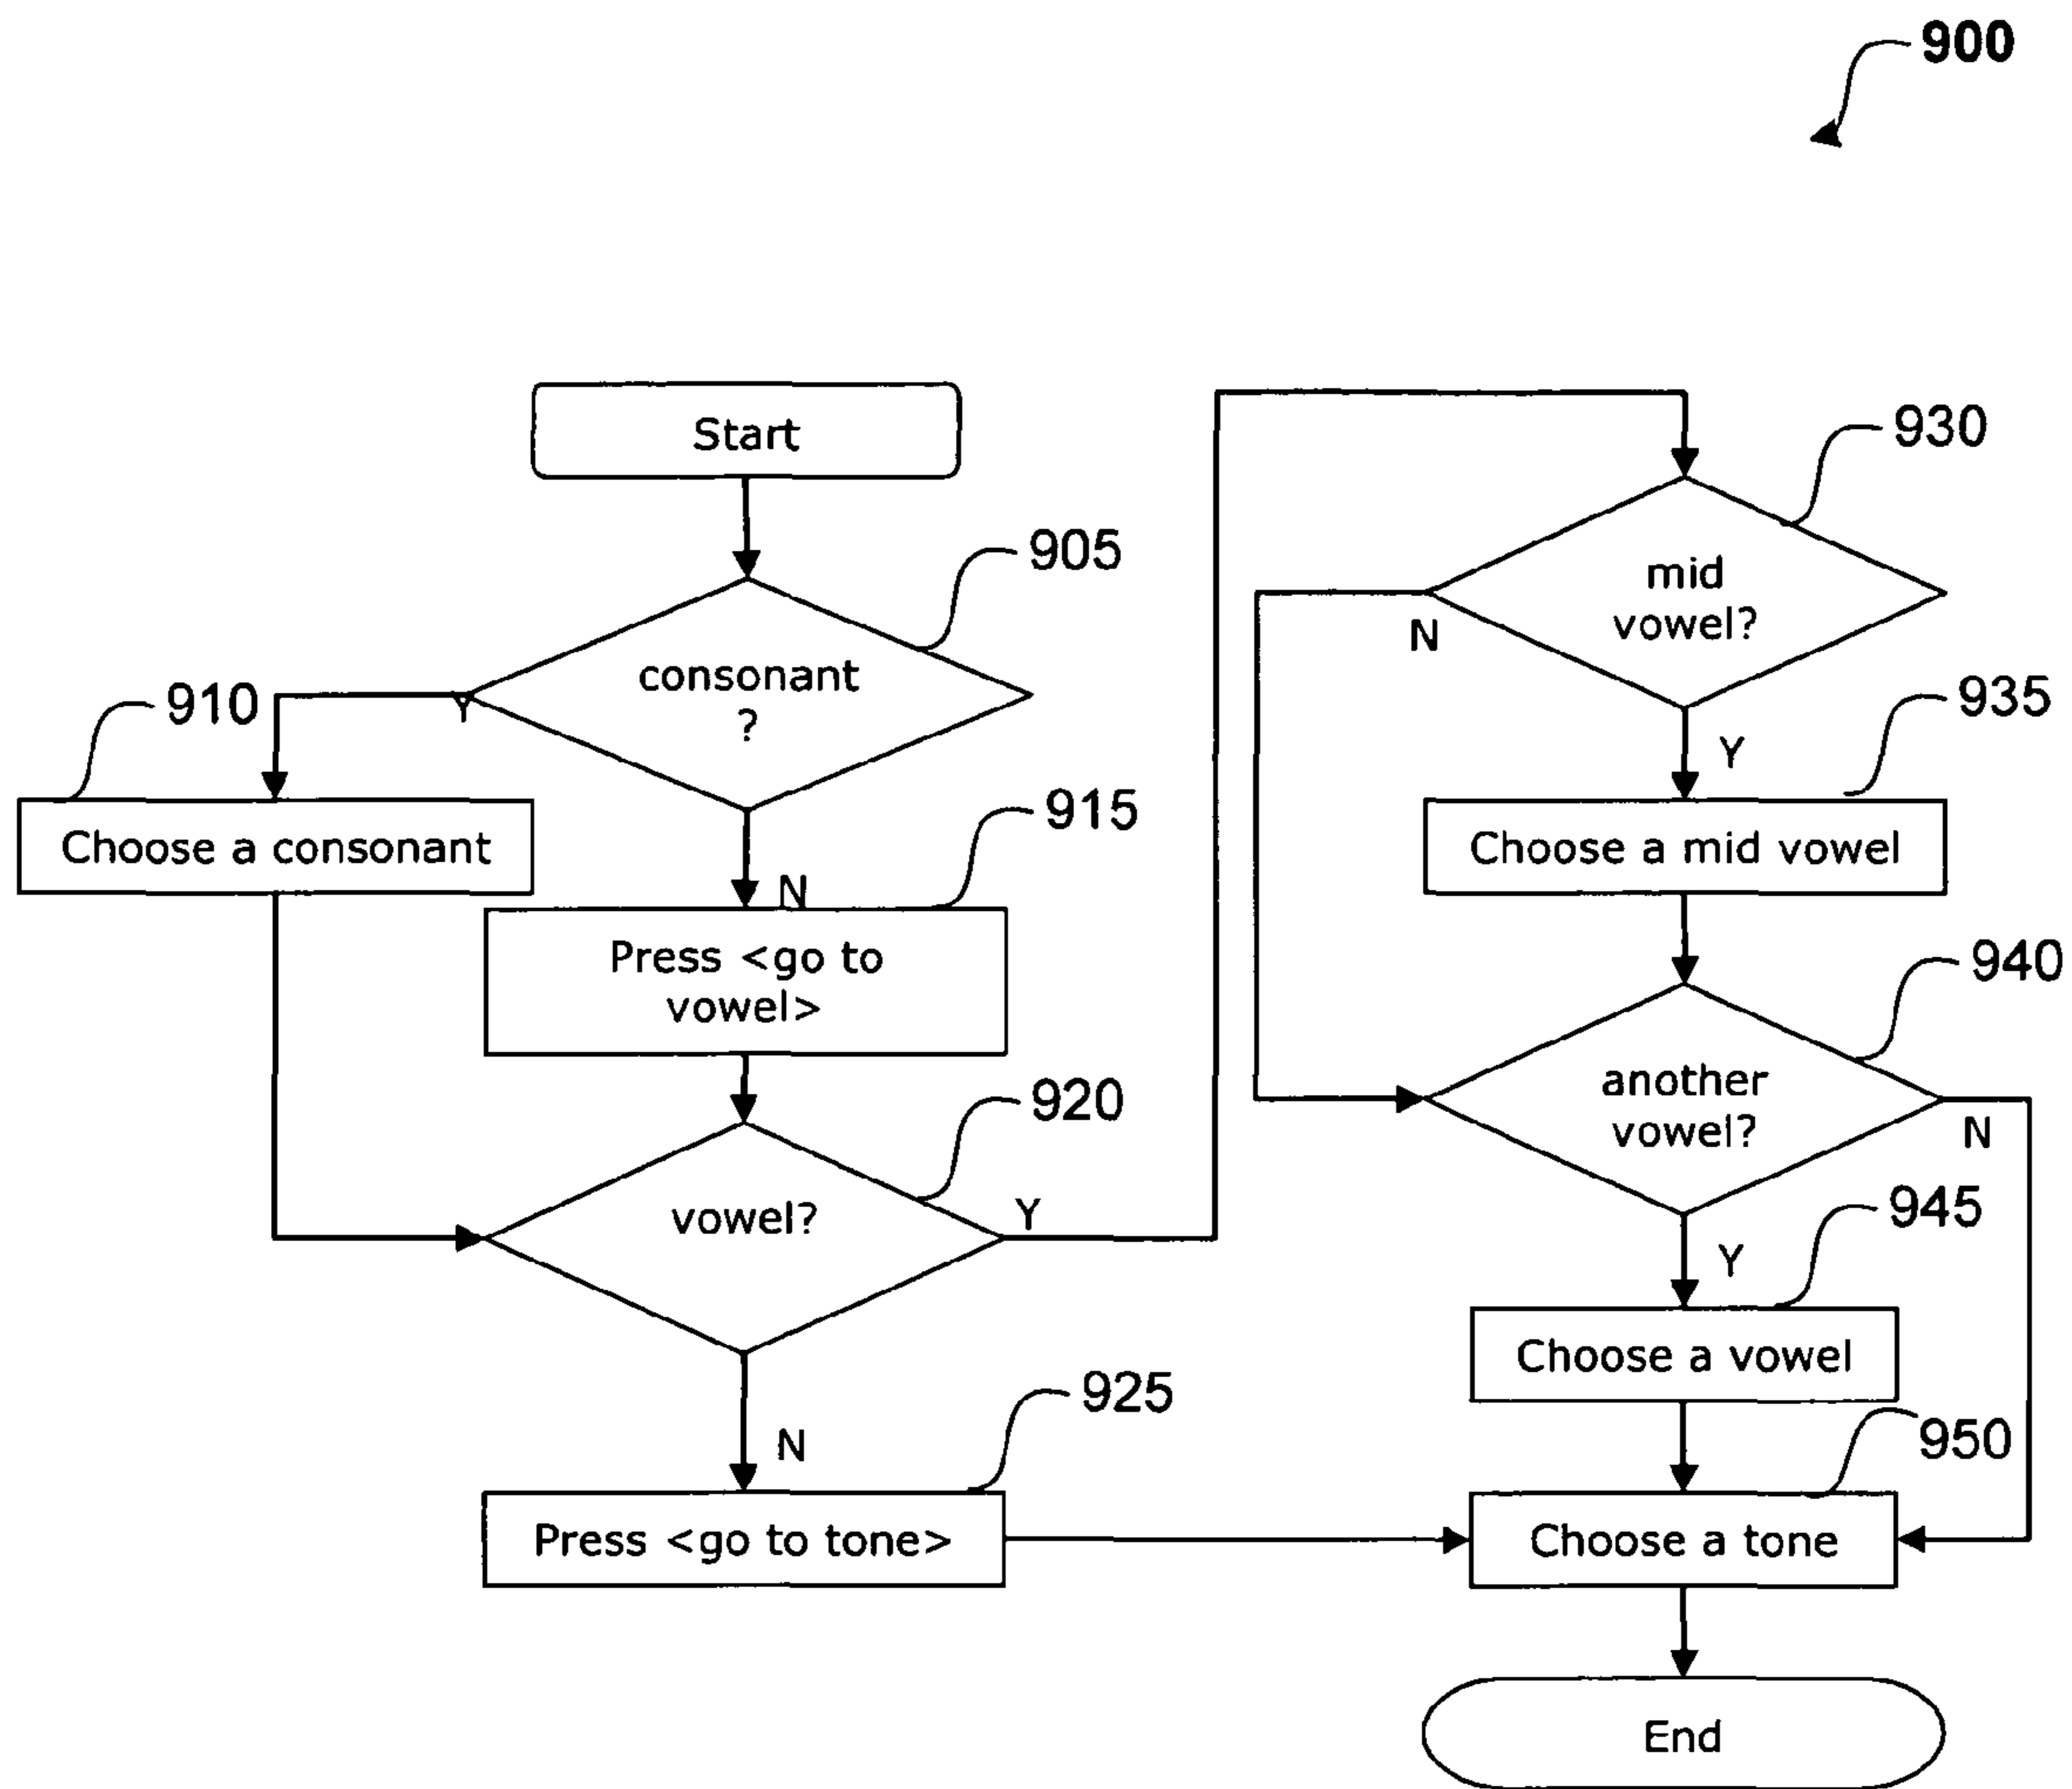 900
Start
905
consonant
?
Y
910
Choose a consonant
N
915
Press <go to
vowel>
920
vowel?
Y
N
925
Press <go to tone>
930
mid
vowel?
N
Y
935
Choose a mid vowel
940
another
vowel?
N
Y
945
Choose a vowel
950
Choose a tone
End